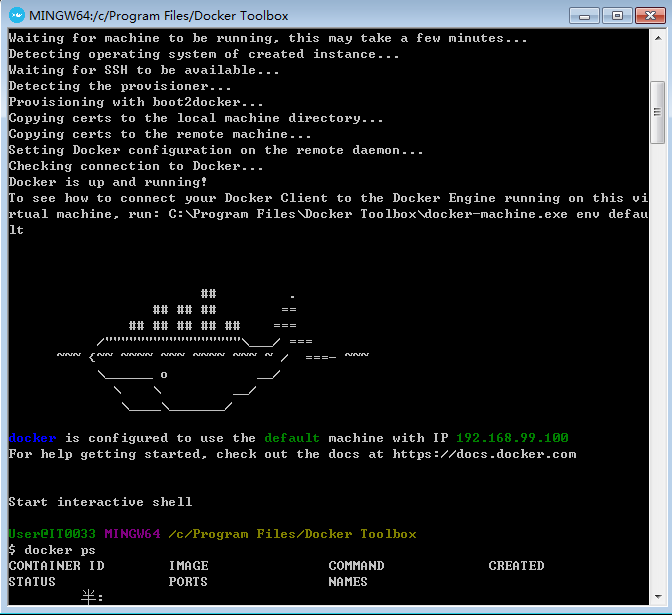 MINGW64:/c/Program Files/Docker Toolbox
Waiting for machine to be running, this may take a few minutes...
Detecting operating system of created instance...
Waiting for SSH to be available...
Detecting the provisioner...
Provisioning with boot2docker...
Copying certs to the local machine directory...
Copying certs to the remote machine...
Setting Docker configuration on the remote daemon...
Checking connection to Docker...
Docker is up and running!
To see how to connect your Docker Client to the Docker Engine running on this vi
rtual machine, run: C:\Program Files\Docker Toolbox\docker-machine.exe env defau
lt
                        ##         .
                  ## ## ##        ==
               ## ## ## ## ##    ===
           /"""""""""""""""""\___/ ===
      ~~~ {~~ ~~~~ ~~~ ~~~~ ~~~ ~ /  ===- ~~~
           \______ o           __/
             \    \         __/
              \____\_______/
docker is configured to use the default machine with IP 192.168.99.100
For help getting started, check out the docs at https://docs.docker.com
Start interactive shell
User@IT0033 MINGW64 /c/Program Files/Docker Toolbox
$ docker ps
CONTAINER ID        IMAGE               COMMAND             CREATED
STATUS              PORTS               NAMES
半: